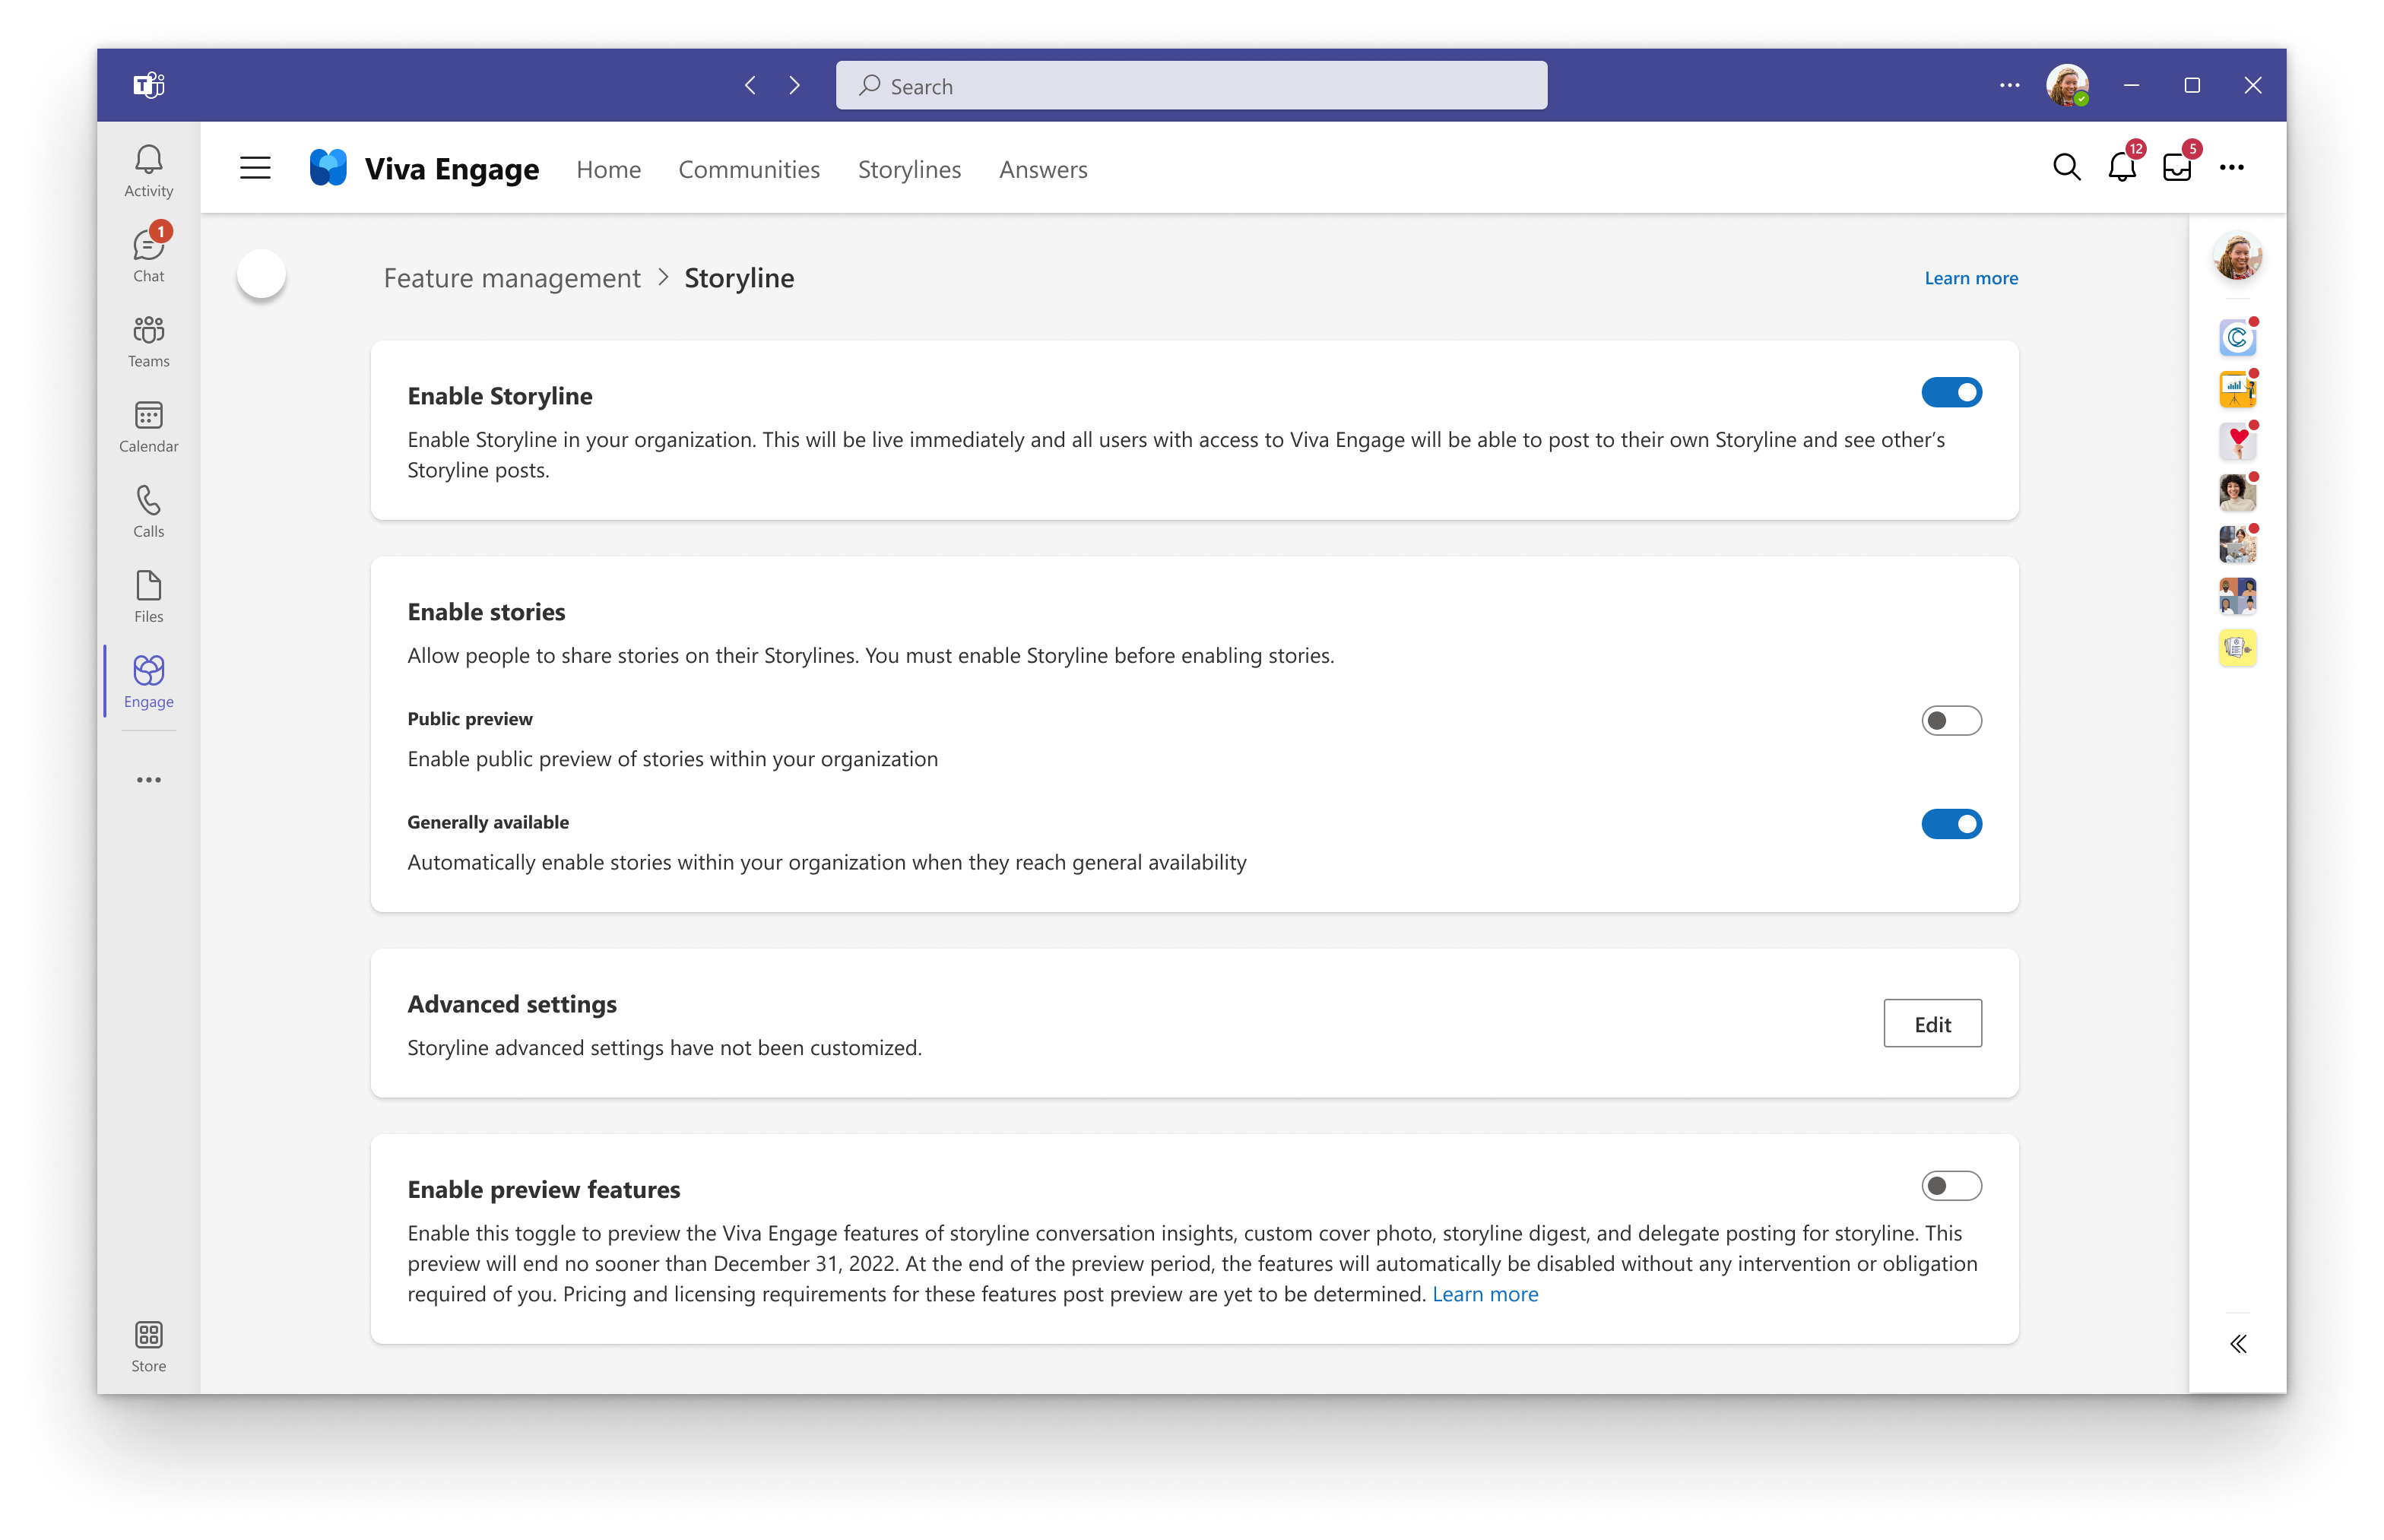 Search
Activity
1
Chat
Teams
Calendar
Calls
Files
Engage
Store
Viva Engage
Home
Communities
Storylines
Answers
12
5
Feature management > Storyline
Learn more
Enable Storyline
Enable Storyline in your organization. This will be live immediately and all users with access to Viva Engage will be able to post to their own Storyline and see other’s
Storyline posts.
Enable stories
Allow people to share stories on their Storylines. You must enable Storyline before enabling stories.
Public preview
Enable public preview of stories within your organization
Generally available
Automatically enable stories within your organization when they reach general availability
Advanced settings
Storyline advanced settings have not been customized.
Edit
Enable preview features
Enable this toggle to preview the Viva Engage features of storyline conversation insights, custom cover photo, storyline digest, and delegate posting for storyline. This
preview will end no sooner than December 31, 2022. At the end of the preview period, the features will automatically be disabled without any intervention or obligation
required of you. Pricing and licensing requirements for these features post preview are yet to be determined. Learn more